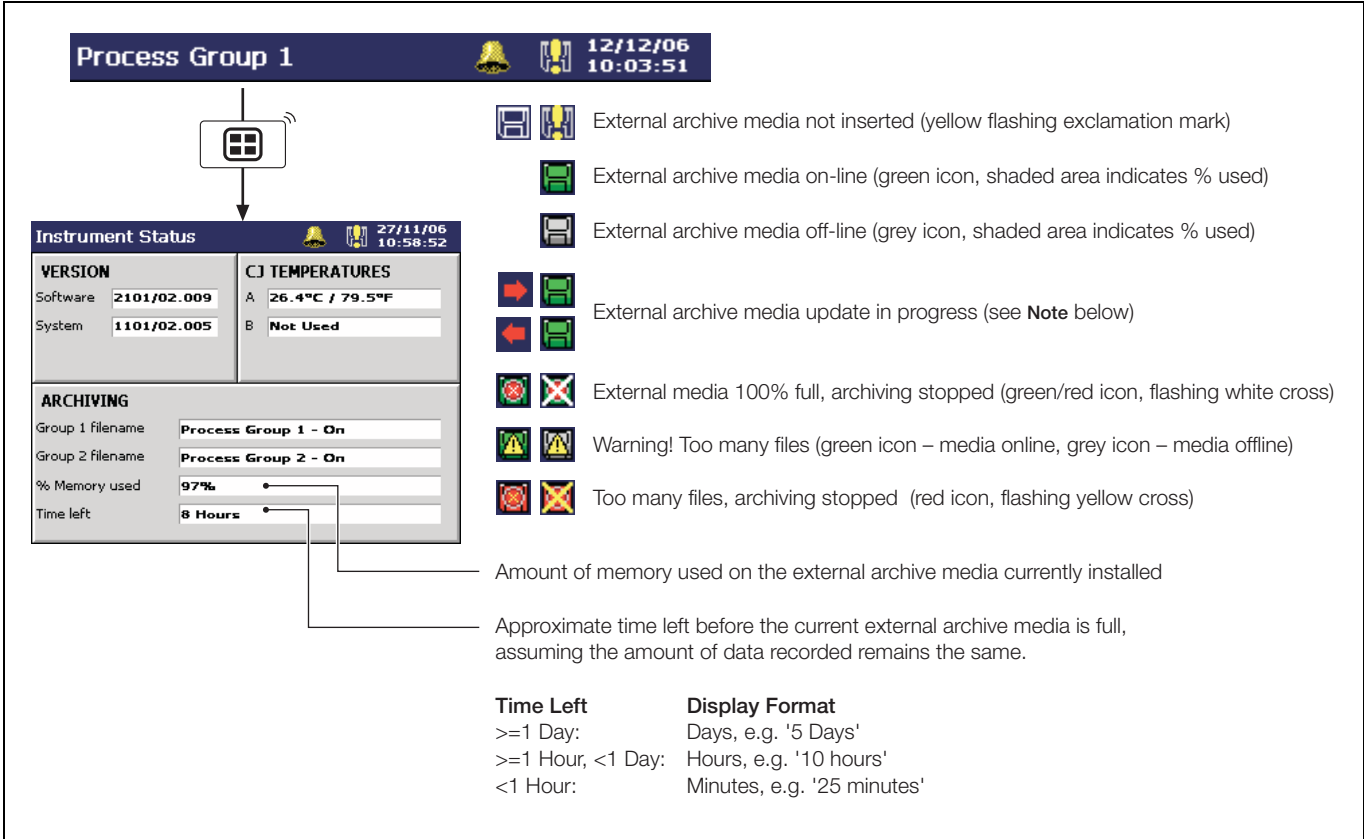 Process Group 1
12/12/06
10:03:51
External archive media not inserted (yellow flashing exclamation mark)
External archive media on-line (green icon, shaded area indicates % used)
External archive media off-line (grey icon, shaded area indicates % used)
External archive media update in progress (see Note below)
External media 100% full, archiving stopped (green/red icon, flashing white cross)
Warning! Too many files (green icon – media online, grey icon – media offline)
Too many files, archiving stopped (red icon, flashing yellow cross)
Instrument Status
27/11/06
10:58:52
VERSION
Software 2101/02.009
System 1101/02.005
CJ TEMPERATURES
A 26.4°C / 79.5°F
B Not Used
ARCHIVING
Group 1 filename Process Group 1 - On
Group 2 filename Process Group 2 - On
% Memory used 97%
Time left 8 Hours
Amount of memory used on the external archive media currently installed
Approximate time left before the current external archive media is full,
assuming the amount of data recorded remains the same.
Time Left Display Format
>=1 Day: Days, e.g. '5 Days'
>=1 Hour, <1 Day: Hours, e.g. '10 hours'
<1 Hour: Minutes, e.g. '25 minutes'